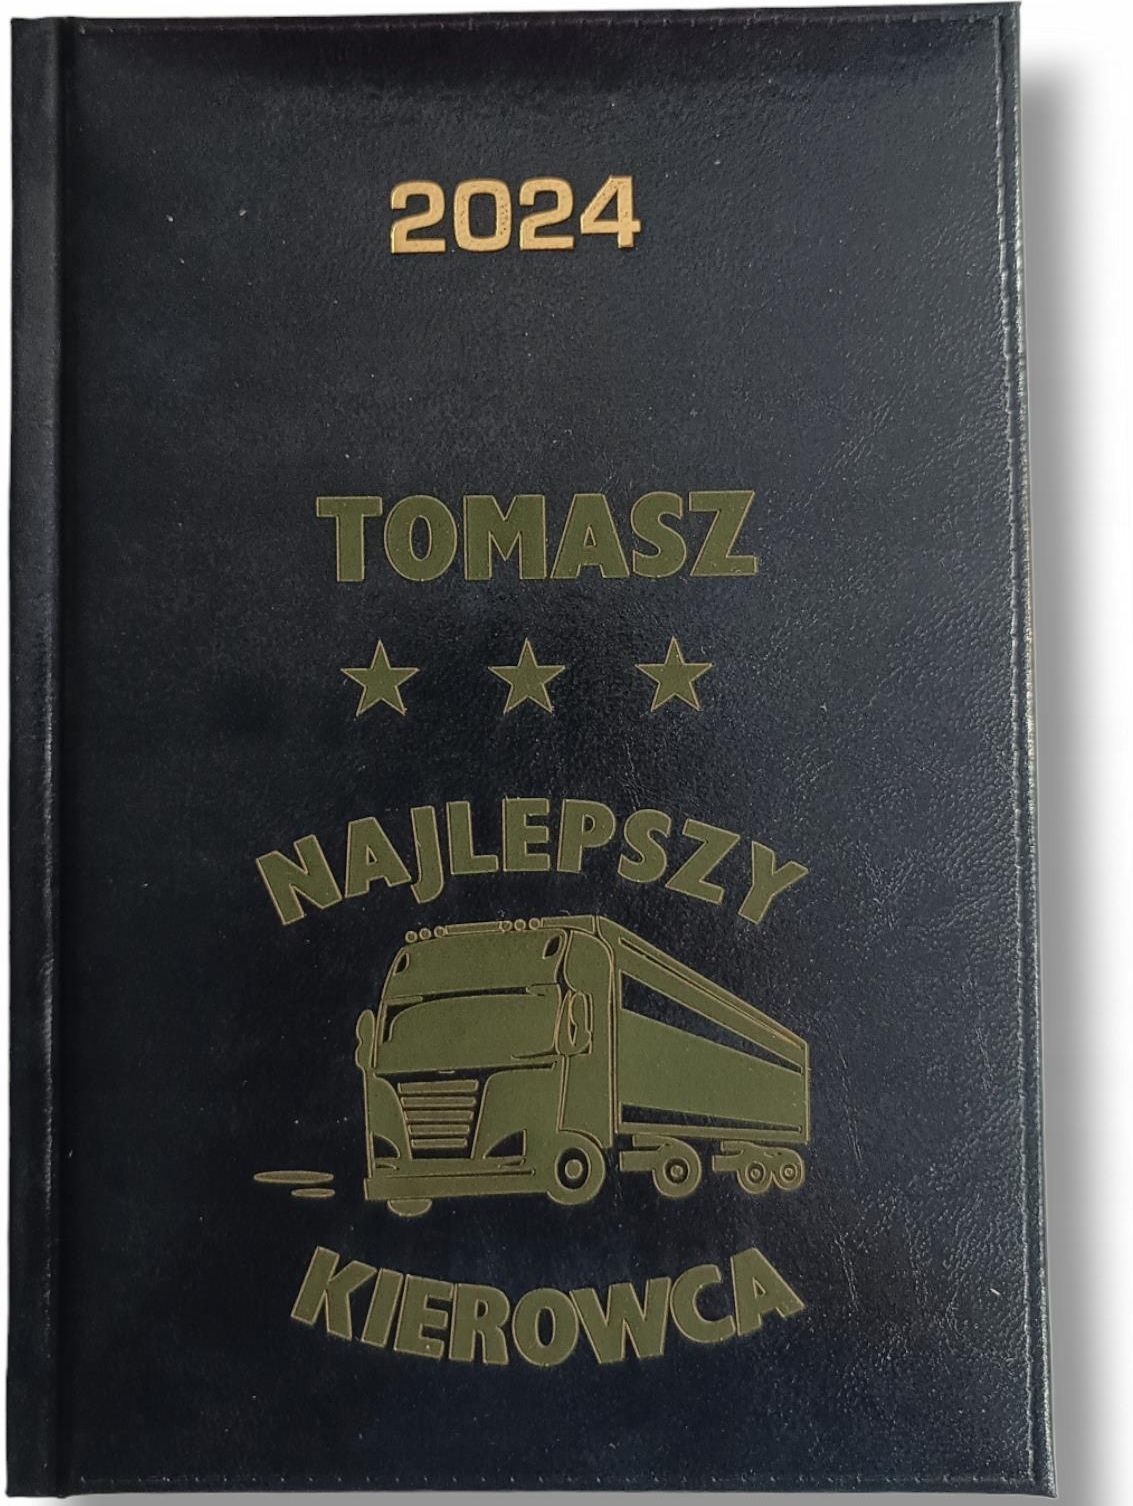 2024
TOMASZ
NAJLEPSZY
KIEROWCA